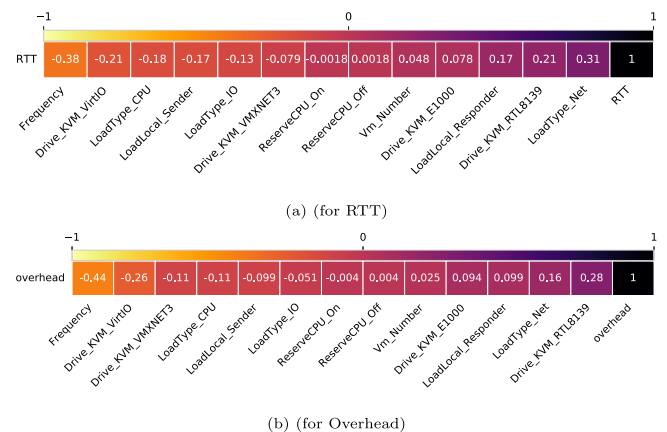 −1 0 1
RTT -0.38 -0.21 -0.18 -0.17 -0.13 -0.079 -0.0018 0.0018 0.048 0.078 0.17 0.21 0.31 1
Frequency Drive_KVM_VirtIO LoadType_CPU LoadLocal_Sender LoadType_IO Drive_KVM_VMXNET3 ReserveCPU_On ReserveCPU_Off Vm_Number Drive_KVM_E1000 LoadLocal_Responder Drive_KVM_RTL8139 LoadType_Net RTT
(a) (for RTT)
−1 0 1
overhead -0.44 -0.26 -0.11 -0.11 -0.099 -0.051 -0.004 0.004 0.025 0.094 0.099 0.16 0.28 1
Frequency Drive_KVM_VirtIO Drive_KVM_VMXNET3 LoadType_CPU LoadLocal_Sender LoadType_IO ReserveCPU_On ReserveCPU_Off Vm_Number Drive_KVM_E1000 LoadLocal_Responder LoadType_Net Drive_KVM_RTL8139 overhead
(b) (for Overhead)